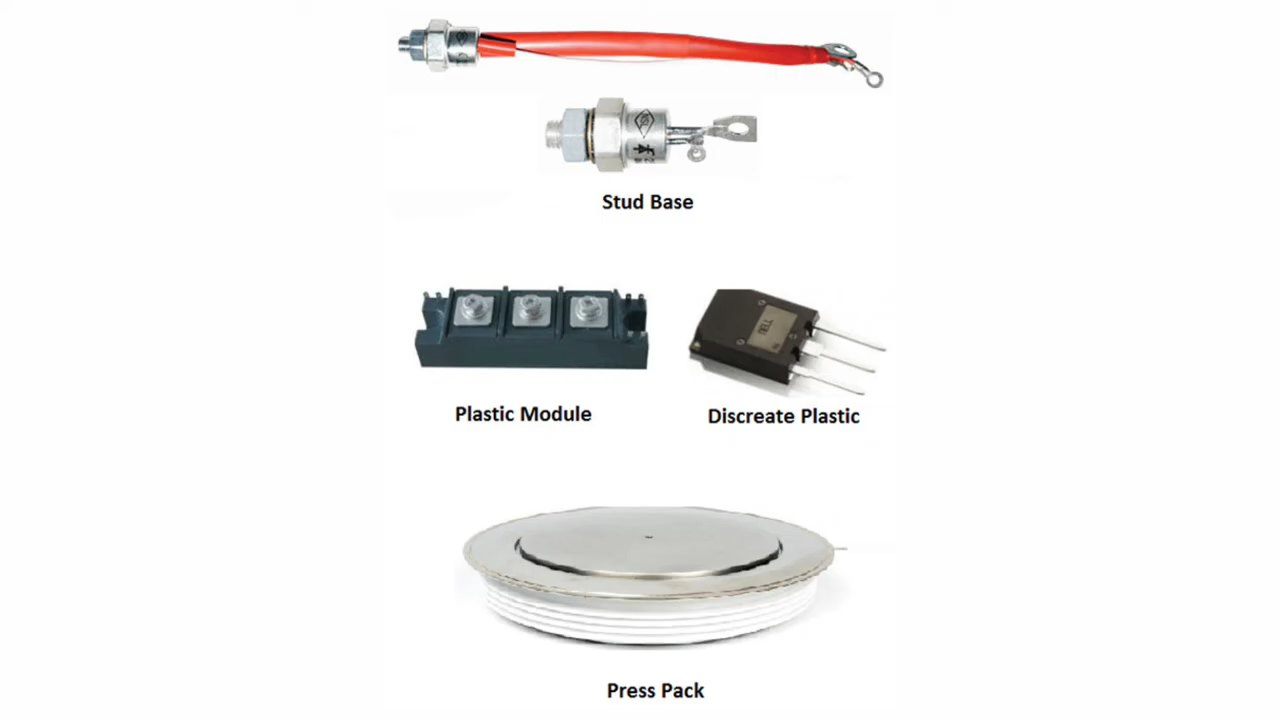 Stud Base
Plastic Module
Discreate Plastic
Press Pack